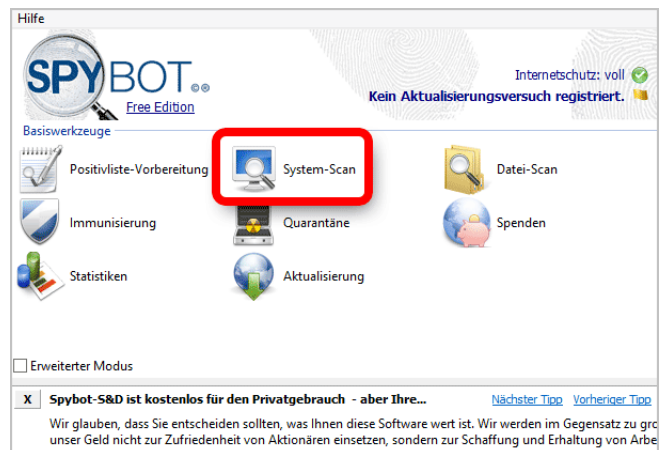 Hilfe
SPYBOT
Free Edition
Internetschutz: voll
Kein Aktualisierungsversuch registriert.
Basiswerkzeuge
Positivliste-Vorbereitung
System-Scan
Datei-Scan
Immunisierung
Quarantäne
Spenden
Statistiken
Aktualisierung
Erweiterter Modus
X Spybot-S&D ist kostenlos für den Privatgebrauch - aber Ihre... Nächster Tipp Vorheriger Tipp
Wir glauben, dass Sie entscheiden sollten, was Ihnen diese Software wert ist. Wir werden im Gegensatz zu
unser Geld nicht zur Zufriedenheit von Aktionären einsetzen, sondern zur Schaffung und Erhaltung von